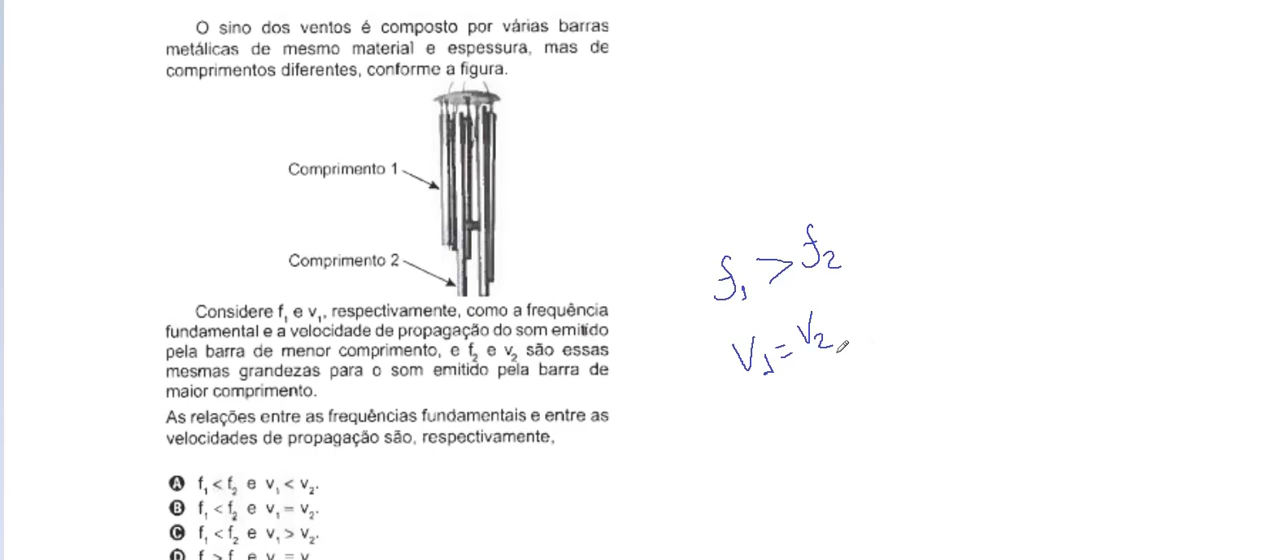 O sino dos ventos é composto por várias barras
metálicas de mesmo material e espessura, mas de
comprimentos diferentes, conforme a figura.
Comprimento 1
Comprimento 2
Considere f₁ e v₁, respectivamente, como a frequência
fundamental e a velocidade de propagação do som emitido
pela barra de menor comprimento, e f₂ e v₂ são essas
mesmas grandezas para o som emitido pela barra de
maior comprimento.
As relações entre as frequências fundamentais e entre as
velocidades de propagação são, respectivamente,
A f₁ < f₂ e v₁ < v₂.
B f₁ < f₂ e v₁ = v₂.
C f₁ < f₂ e v₁ > v₂.
D f > f e v = v
f₁ > f₂
V₁ = V₂